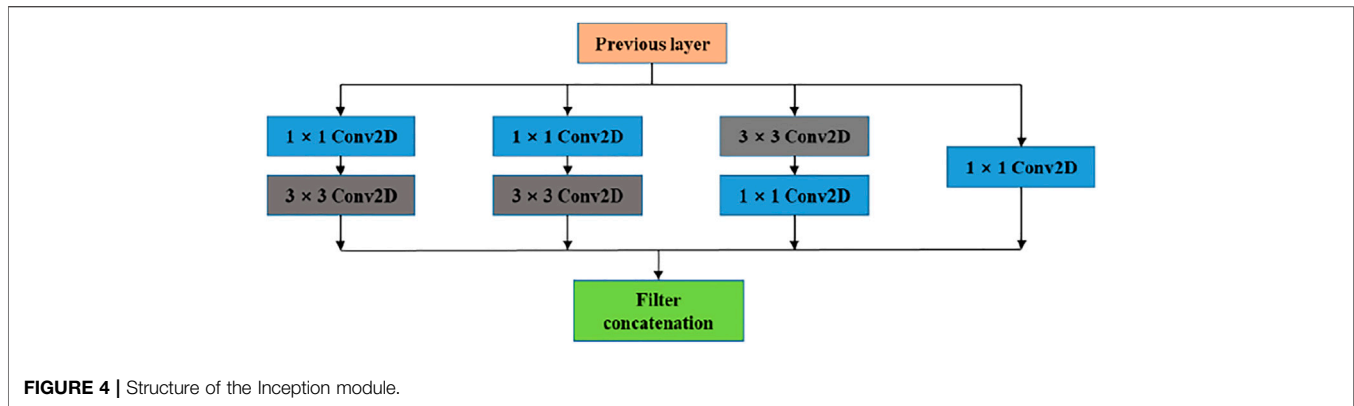 Previous layer
1 × 1 Conv2D
1 × 1 Conv2D
3 × 3 Conv2D
1 × 1 Conv2D
3 × 3 Conv2D
3 × 3 Conv2D
1 × 1 Conv2D
Filter
concatenation
FIGURE 4 | Structure of the Inception module.